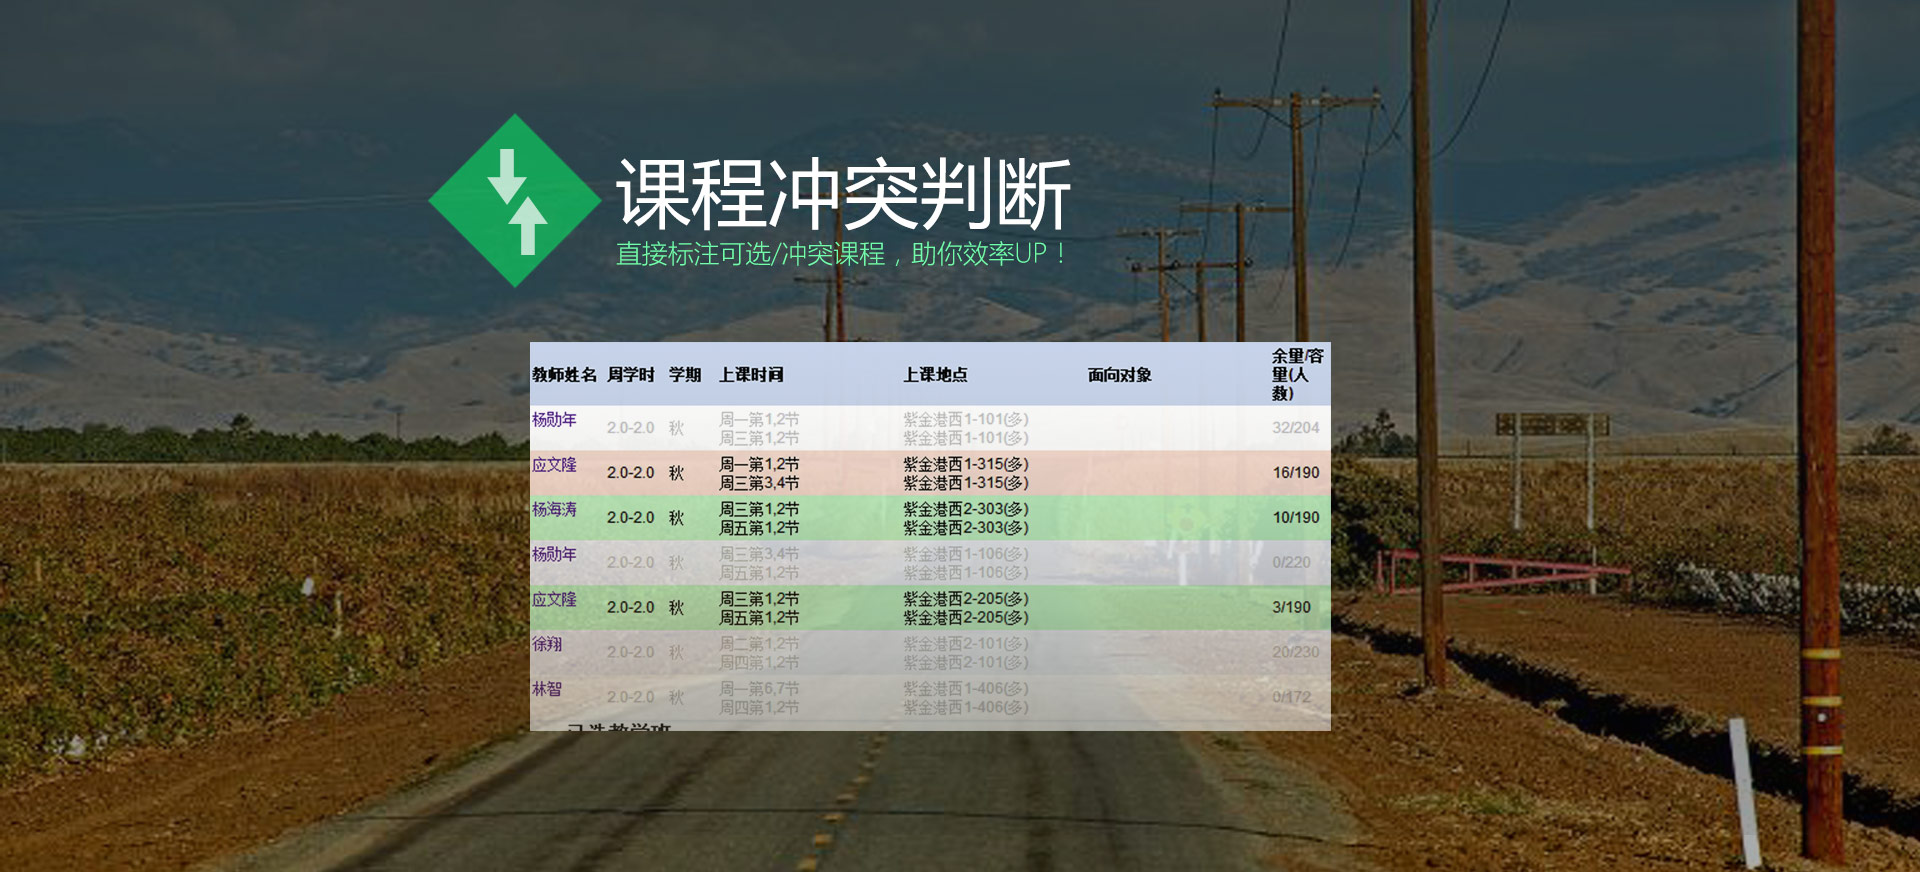 课程冲突判断
直接标注可选/冲突课程，助你效率UP！
教师姓名 周学时 学期 上课时间 上课地点 面向对象 余量/容量(人数)
杨勋年 2.0-2.0 秋 周一第1,2节 紫金港西1-101(多) 32/204
周三第1,2节 紫金港西1-101(多)
应文隆 2.0-2.0 秋 周一第1,2节 紫金港西1-315(多) 16/190
周三第3,4节 紫金港西1-315(多)
杨海涛 2.0-2.0 秋 周三第1,2节 紫金港西2-303(多) 10/190
周五第1,2节 紫金港西2-303(多)
杨勋年 2.0-2.0 秋 周三第3,4节 紫金港西1-106(多) 0/220
周五第1,2节 紫金港西1-106(多)
应文隆 2.0-2.0 秋 周三第1,2节 紫金港西2-205(多) 3/190
周五第1,2节 紫金港西2-205(多)
徐翔 2.0-2.0 秋 周二第1,2节 紫金港西2-101(多) 20/230
周四第1,2节 紫金港西2-101(多)
林智 2.0-2.0 秋 周一第6,7节 紫金港西1-406(多) 0/172
周四第1,2节 紫金港西1-406(多)
已选教学班